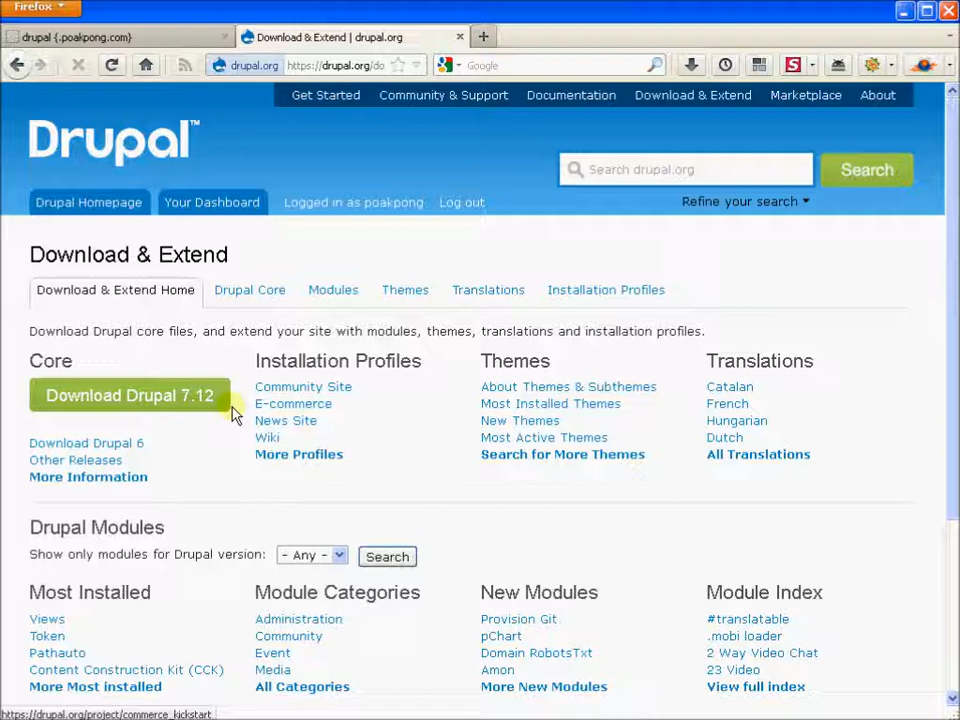 Firefox
drupal {.poakpong.com}
Download & Extend | drupal.org
drupal.org
https://drupal.org/do
Google
Get Started
Community & Support
Documentation
Download & Extend
Marketplace
About
Drupal™
Search drupal.org
Search
Refine your search
Drupal Homepage
Your Dashboard
Logged in as poakpong
Log out
Download & Extend
Download & Extend Home
Drupal Core
Modules
Themes
Translations
Installation Profiles
Download Drupal core files, and extend your site with modules, themes, translations and installation profiles.
Core
Download Drupal 7.12
Download Drupal 6
Other Releases
More Information
Installation Profiles
Community Site
E-commerce
News Site
Wiki
More Profiles
Themes
About Themes & Subthemes
Most Installed Themes
New Themes
Most Active Themes
Search for More Themes
Translations
Catalan
French
Hungarian
Dutch
All Translations
Drupal Modules
Show only modules for Drupal version:
- Any -
Search
Most Installed
Views
Token
Pathauto
Content Construction Kit (CCK)
More Most installed
Module Categories
Administration
Community
Event
Media
All Categories
New Modules
Provision Git
pChart
Domain RobotsTxt
Amon
More New Modules
Module Index
#translatable
.mobi loader
2 Way Video Chat
23 Video
View full index
https://drupal.org/project/commerce_kickstart